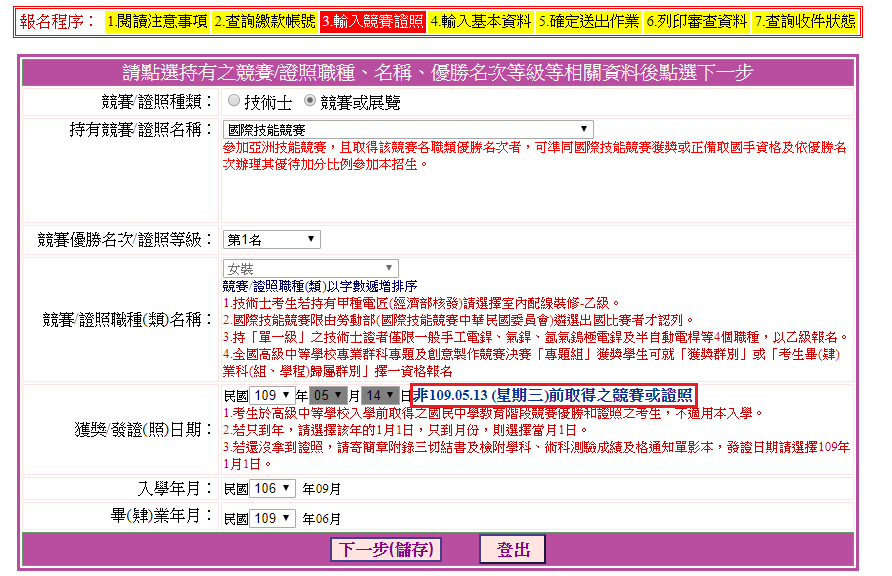 報名程序： 1.閱讀注意事項 2.查詢繳款帳號 3.輸入競賽證照 4.輸入基本資料 5.確定送出作業 6.列印審查資料 7.查詢收件狀態
請點選持有之競賽/證照職種、名稱、優勝名次等級等相關資料後點選下一步
競賽/證照種類： 技術士 競賽或展覽
持有競賽/證照名稱： 國際技能競賽
參加亞洲技能競賽，且取得該競賽各職類優勝名次者，可準同國際技能競賽獲獎或正備取國手資格及依優勝名
次辦理其優待加分比例參加本招生。
競賽優勝名次/證照等級： 第1名
競賽/證照職種(類)名稱： 女裝
競賽/證照職種(類)以字數遞增排序
1.技術士考生若持有甲種電匠(經濟部核發)請選擇室內配線裝修-乙級。
2.國際技能競賽限由勞動部(國際技能競賽中華民國委員會)遴選出國比賽者才認列。
3.持「單一級」之技術士證者僅限一般手工電銲、氣銲、氬氣鎢極電銲及半自動電銲等4個職種，以乙級報名。
4.全國高級中等學校專業群科專題及創意製作競賽決賽「專題組」獲獎學生可就「獲獎群別」或「考生畢(肄)
業科(組、學程)歸屬群別」擇一資格報名
獲獎/發證(照)日期： 民國 109 年 05 月 14 日非109.05.13 (星期三)前取得之競賽或證照
1.考生於高級中等學校入學前取得之國民中學教育階段競賽優勝和證照之考生，不適用本入學。
2.若只到年，請選擇該年的1月1日，只到月份，則選擇當月1日。
3.若還沒拿到證照，請寄簡章附錄三切結書及檢附學科、術科測驗成績及格通知單影本，發證日期請選擇109年
1月1日。
入學年月： 民國 106 年09月
畢(肄)業年月： 民國 109 年06月
下一步(儲存) 登出